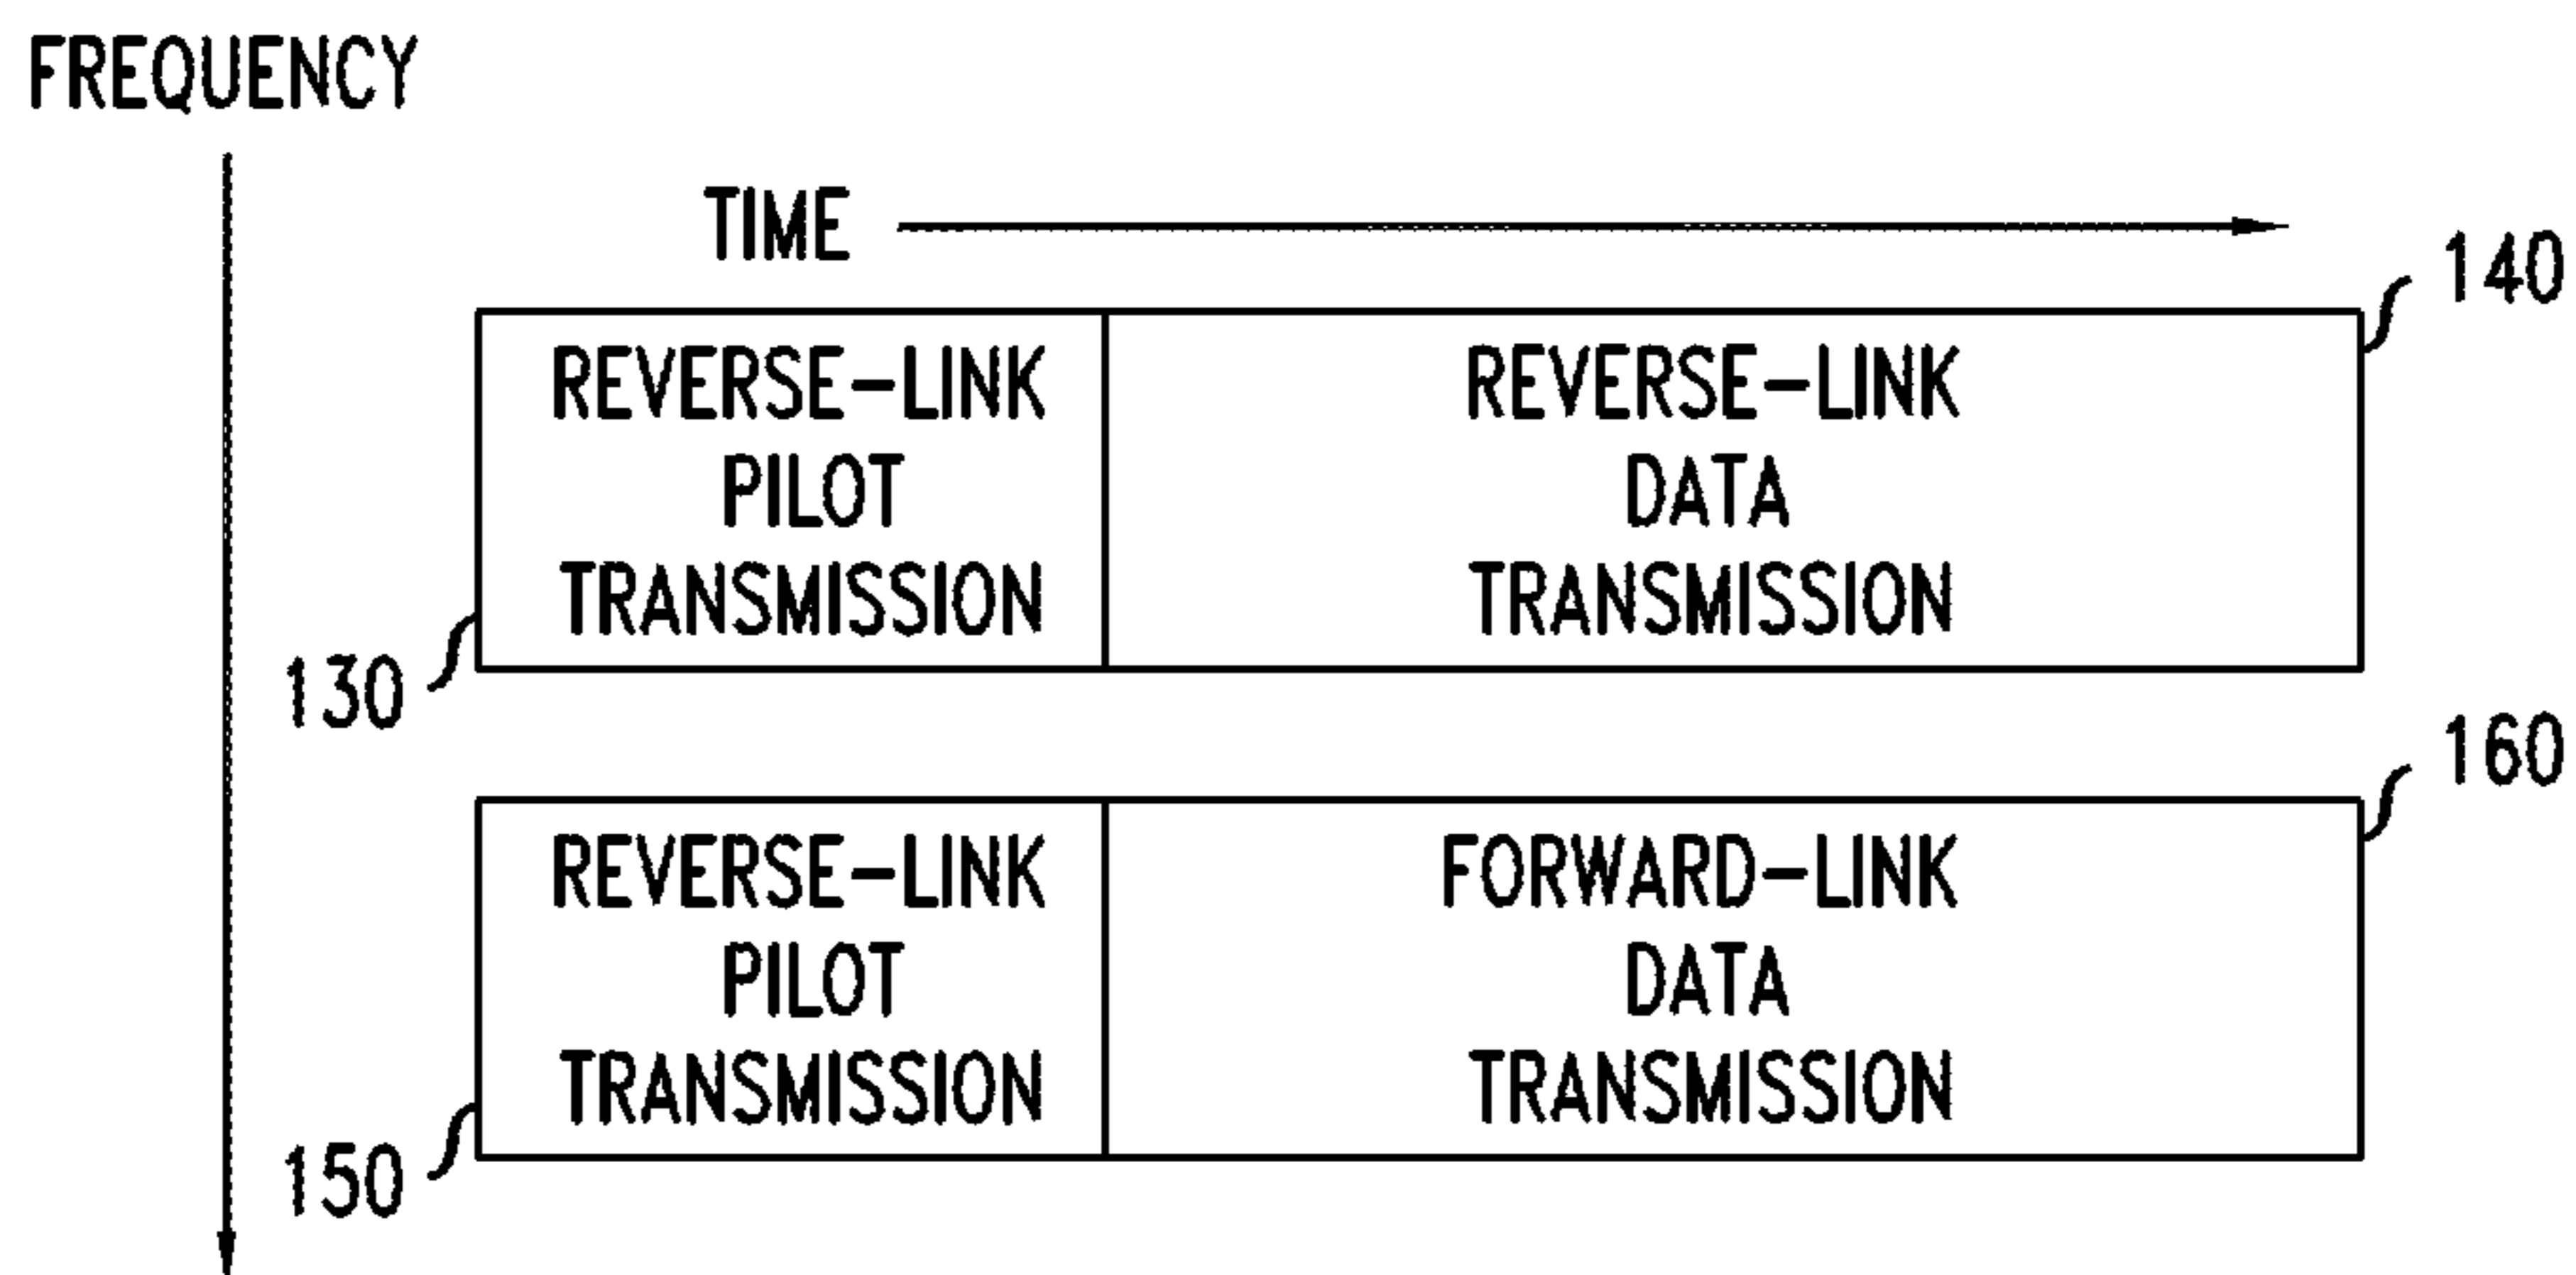 FREQUENCY
TIME
140
REVERSE-LINK
PILOT
TRANSMISSION
REVERSE-LINK
DATA
TRANSMISSION
130
160
REVERSE-LINK
PILOT
TRANSMISSION
FORWARD-LINK
DATA
TRANSMISSION
150